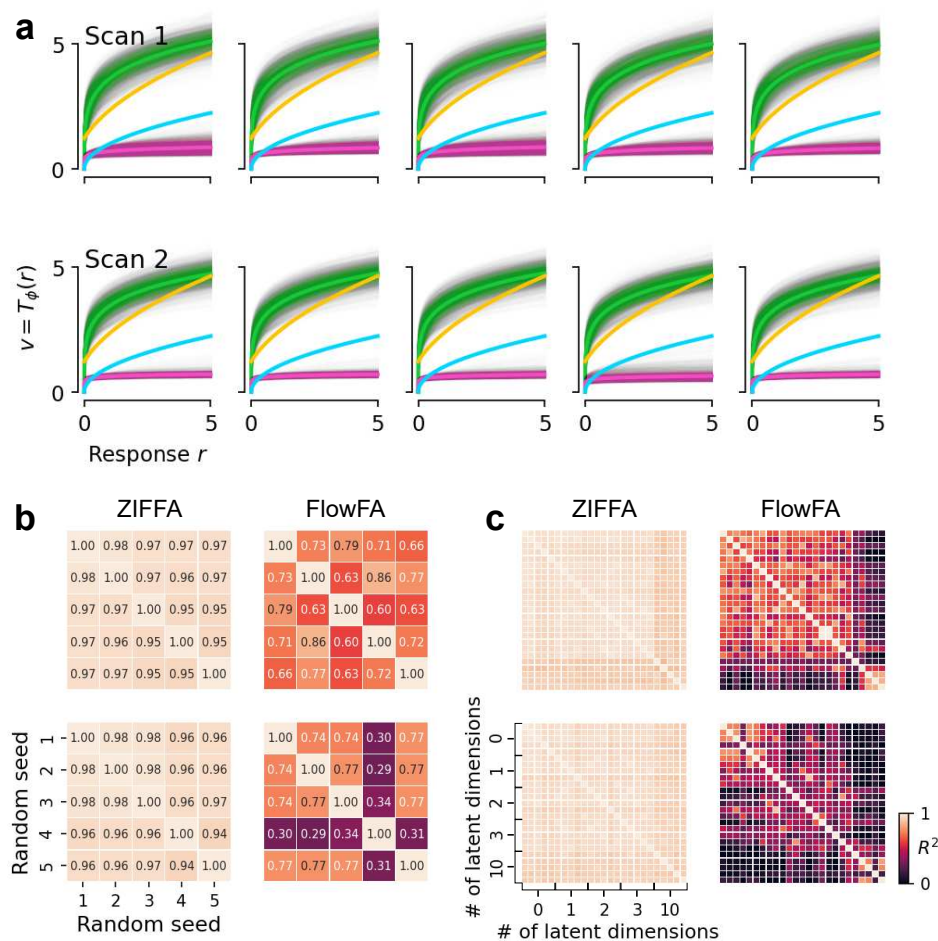 a
Scan 1
5
0
Scan 2
v = T_ϕ(r)
5
0
0 5
0 5
0 5
0 5
0 5
Response r
b
ZIFFA FlowFA
1.00 0.98 0.97 0.97 0.97
0.98 1.00 0.97 0.96 0.97
0.97 0.97 1.00 0.95 0.95
0.97 0.96 0.95 1.00 0.95
0.97 0.97 0.95 0.95 1.00
1.00 0.73 0.79 0.71 0.66
0.73 1.00 0.63 0.86 0.77
0.79 0.63 1.00 0.60 0.63
0.71 0.86 0.60 1.00 0.72
0.66 0.77 0.63 0.72 1.00
Random seed
1 1.00 0.98 0.98 0.96 0.96
2 0.98 1.00 0.98 0.96 0.96
3 0.98 0.98 1.00 0.96 0.97
4 0.96 0.96 0.96 1.00 0.94
5 0.96 0.96 0.97 0.94 1.00
1 2 3 4 5
Random seed
1.00 0.74 0.74 0.30 0.77
0.74 1.00 0.77 0.29 0.77
0.74 0.77 1.00 0.34 0.77
0.30 0.29 0.34 1.00 0.31
0.77 0.77 0.77 0.31 1.00
c
ZIFFA FlowFA
# of latent dimensions
0
1
2
3
10
0 1 2 3 10
# of latent dimensions
1
R²
0